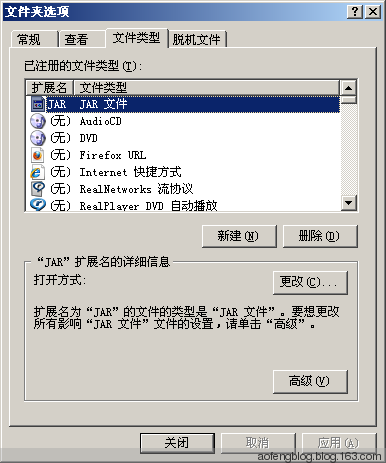 文件夹选项
常规 查看 文件类型 脱机文件
已注册的文件类型(T):
扩展名 文件类型
JAR JAR 文件
(无) AudioCD
(无) DVD
(无) Firefox URL
(无) Internet 快捷方式
(无) RealNetworks 流协议
(无) RealPlayer DVD 自动播放
新建(N) 删除(D)
“JAR”扩展名的详细信息
打开方式: 更改(C)...
扩展名为“JAR”的文件的类型是“JAR 文件”。要想更改
所有影响“JAR 文件”文件的设置,请单击“高级”。
高级(V)
关闭 取消 应用(A)
aofengblog.blog.163.com